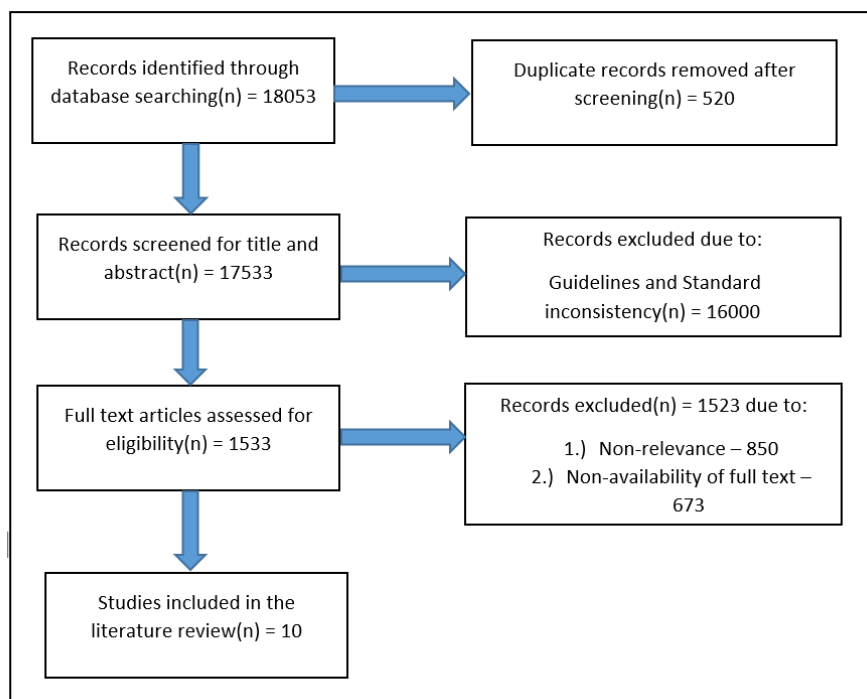 Records identified through
database searching(n) = 18053
Duplicate records removed after
screening(n) = 520
Records screened for title and
abstract(n) = 17533
Records excluded due to:
Guidelines and Standard
inconsistency(n) = 16000
Full text articles assessed for
eligibility(n) = 1533
Records excluded(n) = 1523 due to:
1.) Non-relevance – 850
2.) Non-availability of full text –
673
Studies included in the
literature review(n) = 10